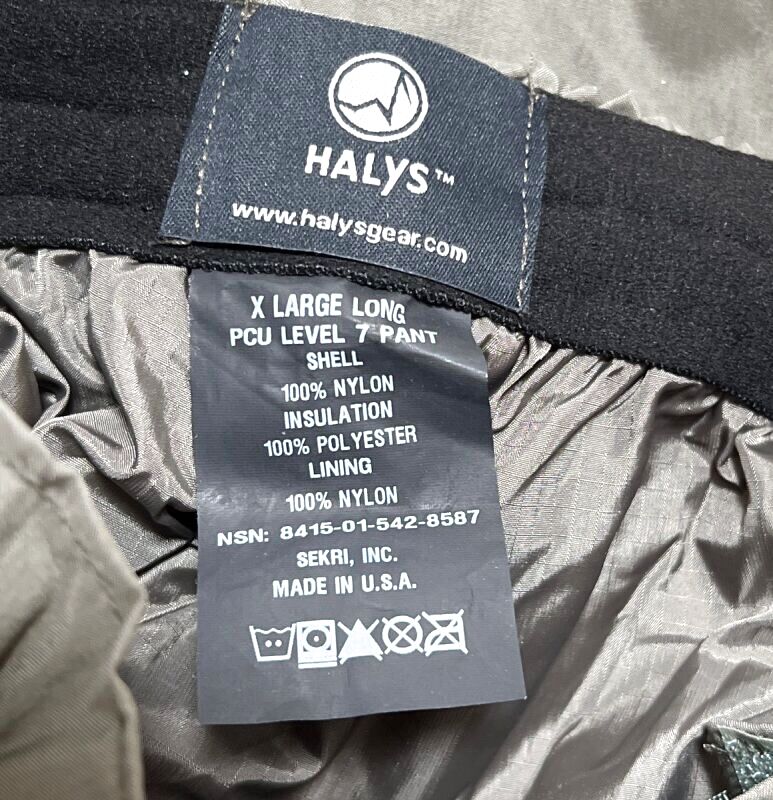 HALYS™
www.halysgear.com
X LARGE LONG
PCU LEVEL 7 PANT
SHELL
100% NYLON
INSULATION
100% POLYESTER
LINING
100% NYLON
NSN: 8415-01-542-8587
SEKRI, INC.
MADE IN U.S.A.